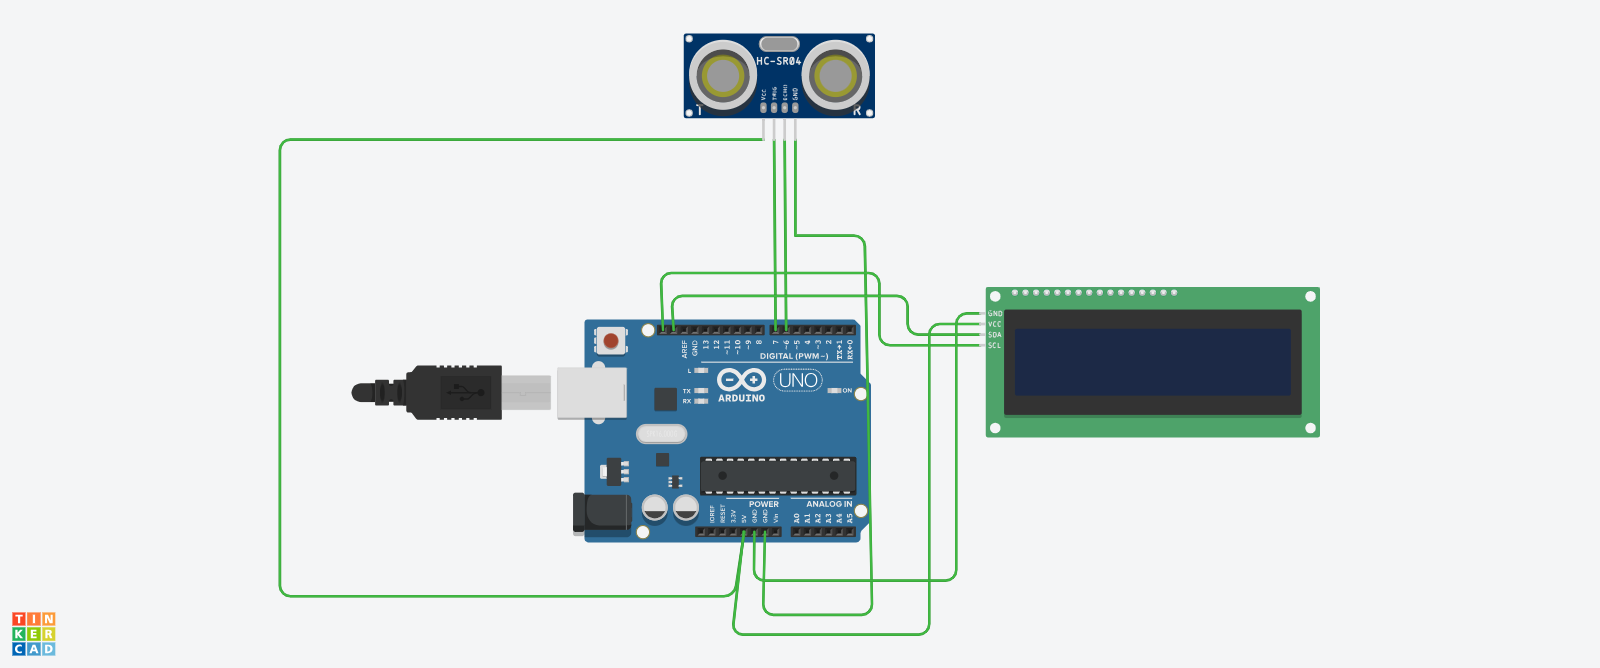 HC-SR04
VCC
TRIG
ECHO
GND
T
R
GND
VCC
SDA
SCL
AREF
GND
13
12
~11
~10
~9
8
7
~6
~5
4
~3
2
TX→1
RX←0
DIGITAL (PWM~)
L
TX
RX
ARDUINO
UNO
ON
POWER
ANALOG IN
IOREF
RESET
3.3V
5V
GND
GND
Vin
A0
A1
A2
A3
A4
A5
TIN
KER
CAD